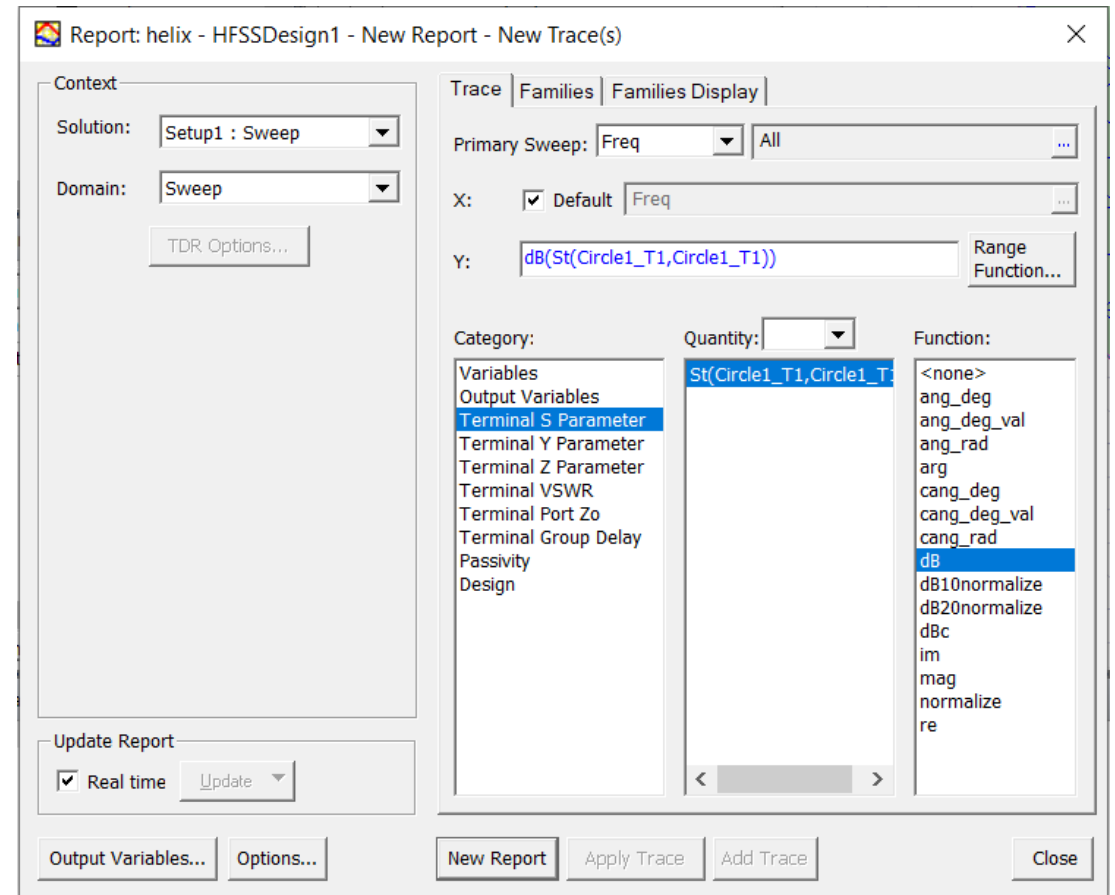 Report: helix - HFSSDesign1 - New Report - New Trace(s)
Context
Solution: Setup1 : Sweep
Domain: Sweep
TDR Options...
Update Report
Real time Update
Output Variables... Options...
Trace Families Families Display
Primary Sweep: Freq All ...
X: Default Freq ...
Y: dB(St(Circle1_T1,Circle1_T1)) Range Function...
Category:
Variables
Output Variables
Terminal S Parameter
Terminal Y Parameter
Terminal Z Parameter
Terminal VSWR
Terminal Port Zo
Terminal Group Delay
Passivity
Design
Quantity:
St(Circle1_T1,Circle1_T1
Function:
<none>
ang_deg
ang_deg_val
ang_rad
arg
cang_deg
cang_deg_val
cang_rad
dB
dB10normalize
dB20normalize
dBc
im
mag
normalize
re
New Report Apply Trace Add Trace Close